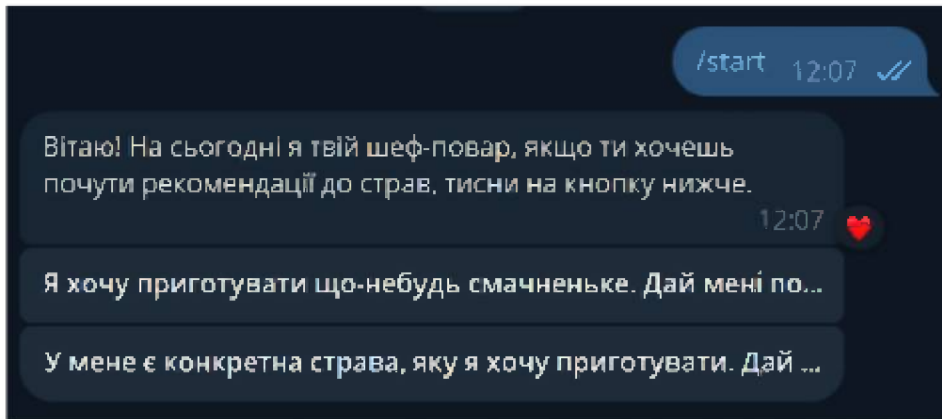 /start 12:07
Вітаю! На сьогодні я твій шеф-повар, якщо ти хочешь
почути рекомендації до страв, тисни на кнопку нижче.
12:07
Я хочу приготувати що-небудь смачненьке. Дай мені по...
У мене є конкретна страва, яку я хочу приготувати. Дай ...